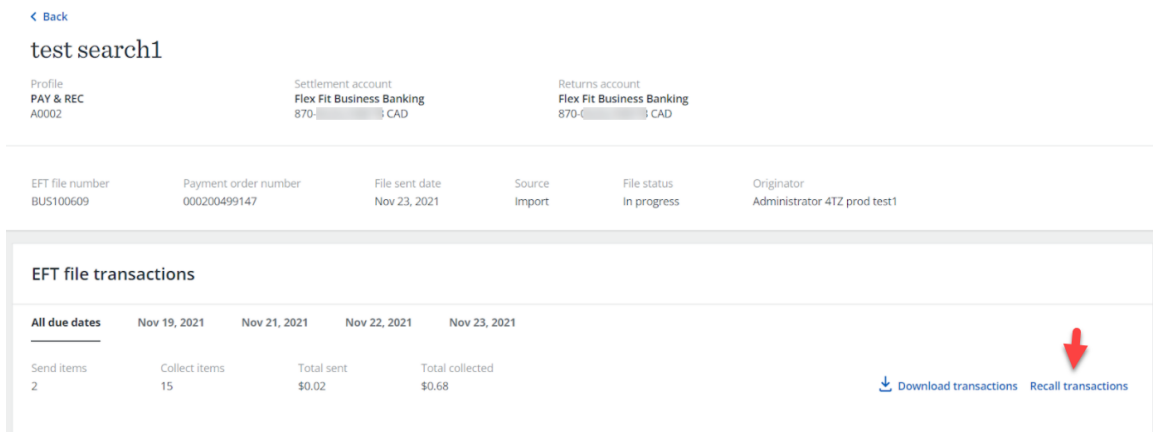 Back
test search1
Profile Settlement account Returns account
PAY & REC Flex Fit Business Banking Flex Fit Business Banking
A0002 870- CAD 870- CAD
EFT file number Payment order number File sent date Source File status Originator
BUS100609 000200499147 Nov 23, 2021 Import In progress Administrator 4TZ prod test1
EFT file transactions
All due dates Nov 19, 2021 Nov 21, 2021 Nov 22, 2021 Nov 23, 2021
Send items Collect items Total sent Total collected
2 15 $0.02 $0.68
Download transactions Recall transactions